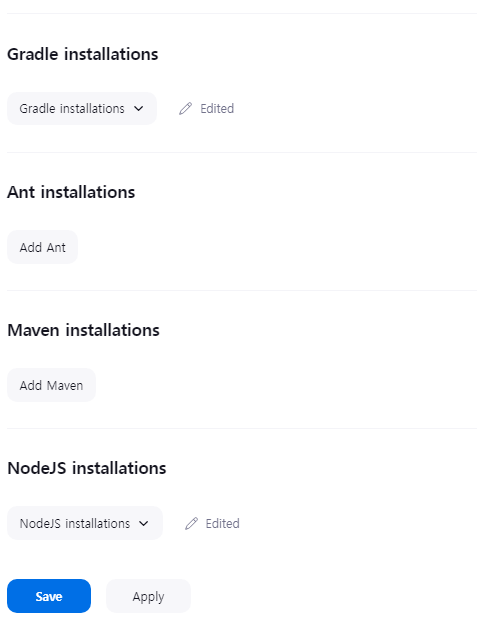 Gradle installations
Gradle installations Edited
Ant installations
Add Ant
Maven installations
Add Maven
NodeJS installations
NodeJS installations Edited
Save Apply